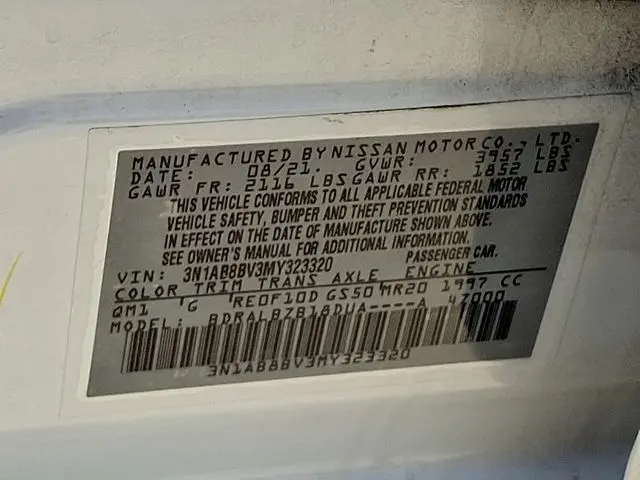 MANUFACTURED BY NISSAN MOTOR CO., LTD.
DATE: 08/21. GVWR: 3957 LBS
GAWR FR: 2116 LBS GAWR RR: 1852 LBS
THIS VEHICLE CONFORMS TO ALL APPLICABLE FEDERAL MOTOR
VEHICLE SAFETY, BUMPER AND THEFT PREVENTION STANDARDS
IN EFFECT ON THE DATE OF MANUFACTURE SHOWN ABOVE.
SEE OWNER'S MANUAL FOR ADDITIONAL INFORMATION.
VIN: 3N1AB8BV3MY323320 PASSENGER CAR.
COLOR TRIM TRANS AXLE ENGINE
QM1 'G 'RE0F10D GS50'MR20 1997 CC
MODEL: BDRALBZB18DUA----A 47000
3N1AB8BV3MY323320